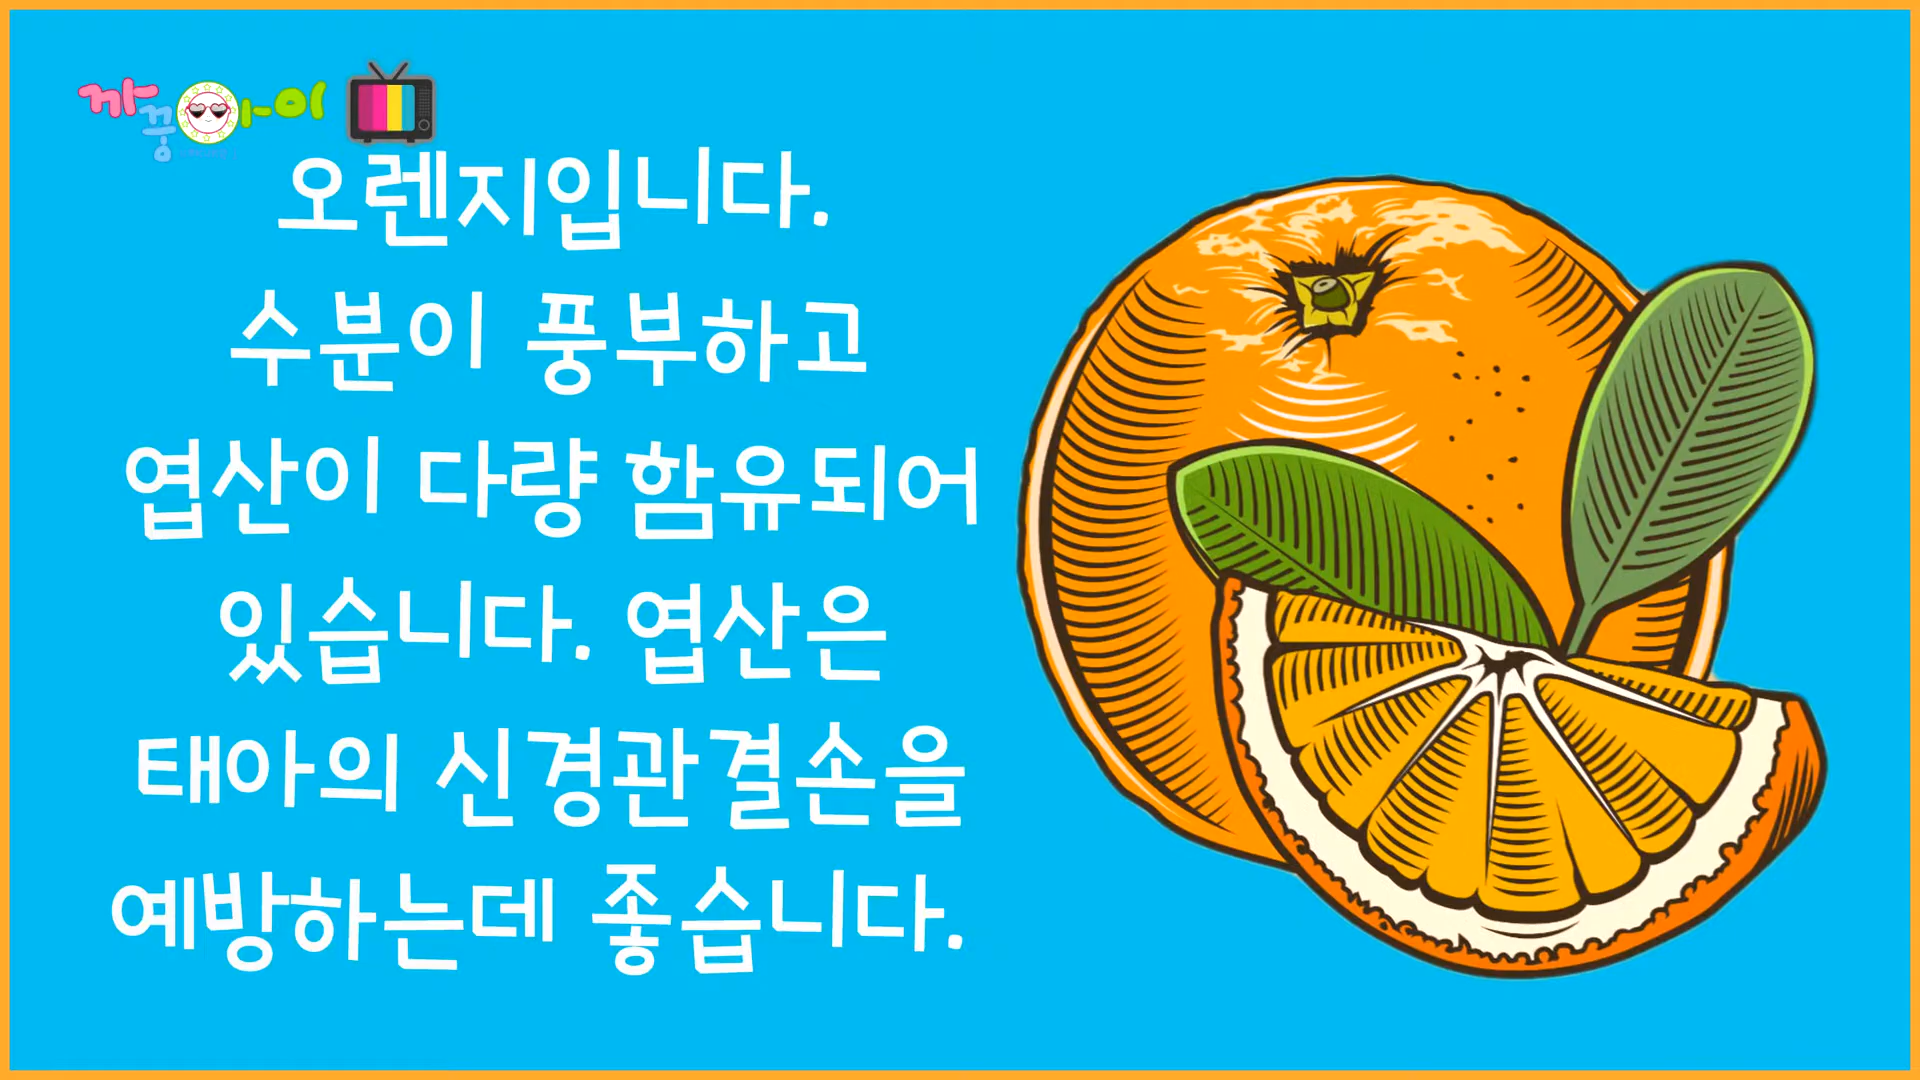 까꿍아이
오렌지입니다.
수분이 풍부하고
엽산이 다량 함유되어
있습니다. 엽산은
태아의 신경관결손을
예방하는데 좋습니다.